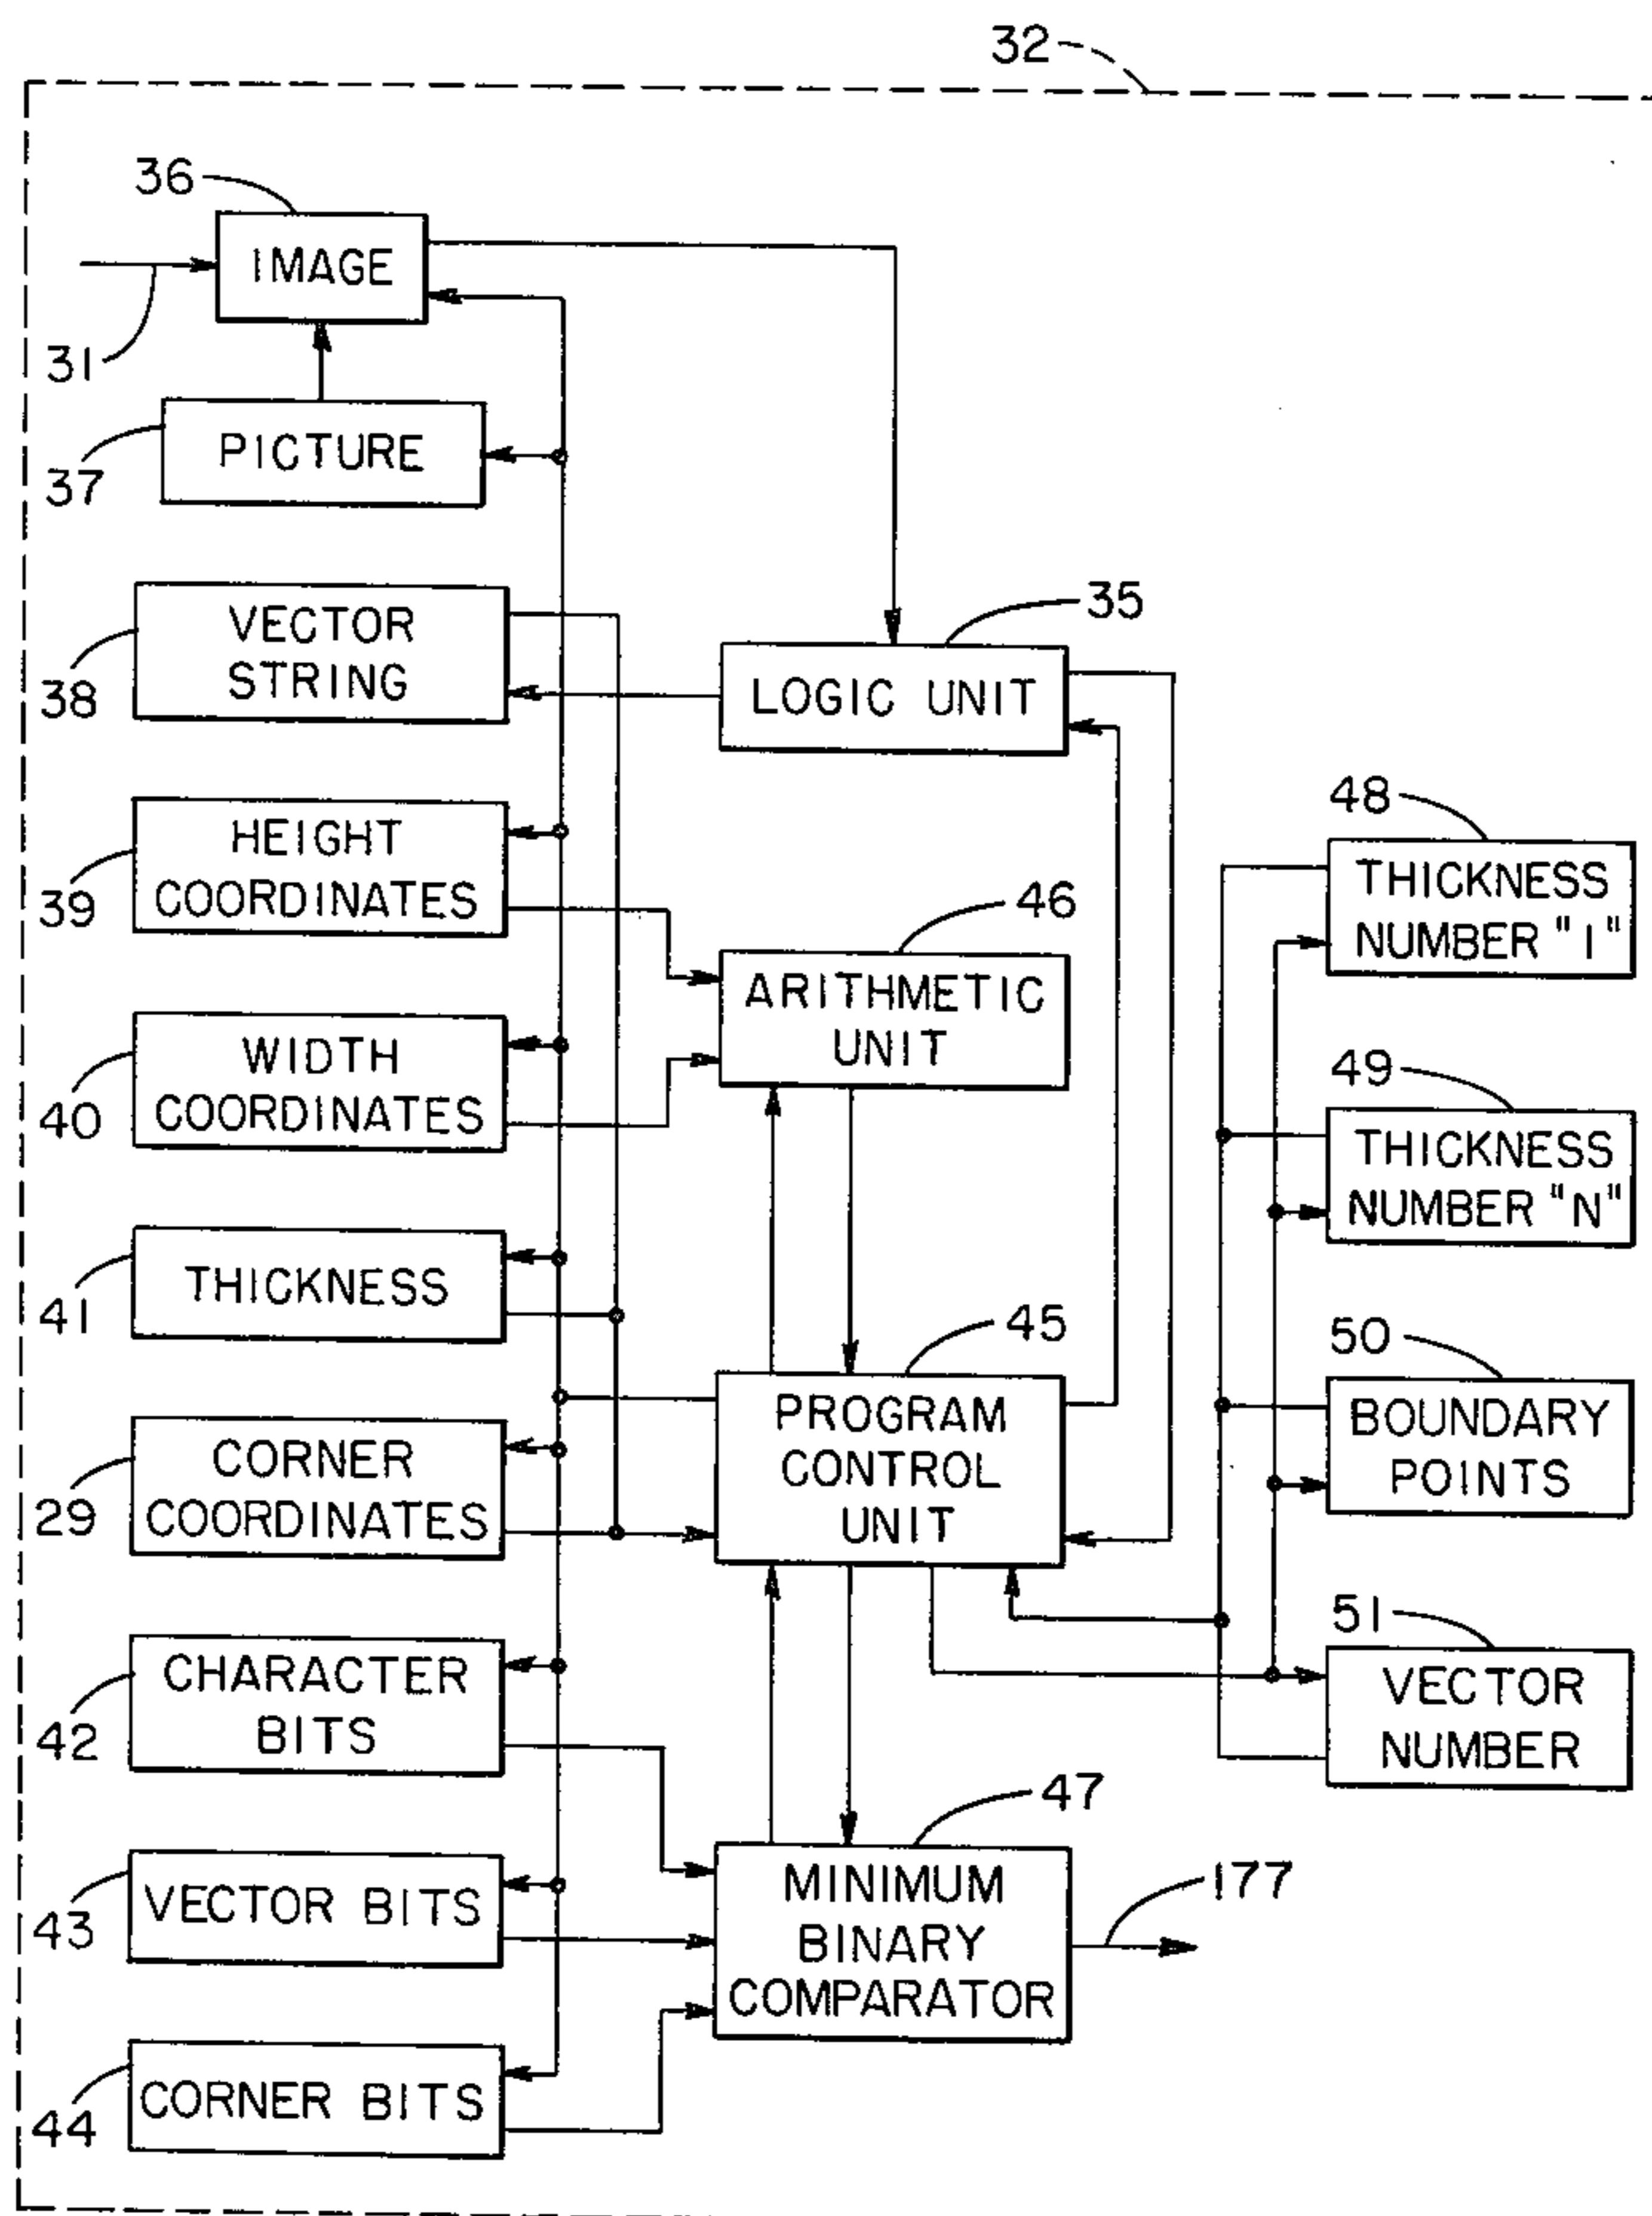 32
36
IMAGE
31
PICTURE
37
VECTOR
STRING
38
35
LOGIC UNIT
HEIGHT
COORDINATES
39
46
ARITHMETIC
UNIT
WIDTH
COORDINATES
40
THICKNESS
41
45
PROGRAM
CONTROL
UNIT
CORNER
COORDINATES
29
CHARACTER
BITS
42
47
MINIMUM
BINARY
COMPARATOR
177
VECTOR BITS
43
CORNER BITS
44
48
THICKNESS
NUMBER "1"
49
THICKNESS
NUMBER "N"
50
BOUNDARY
POINTS
51
VECTOR
NUMBER